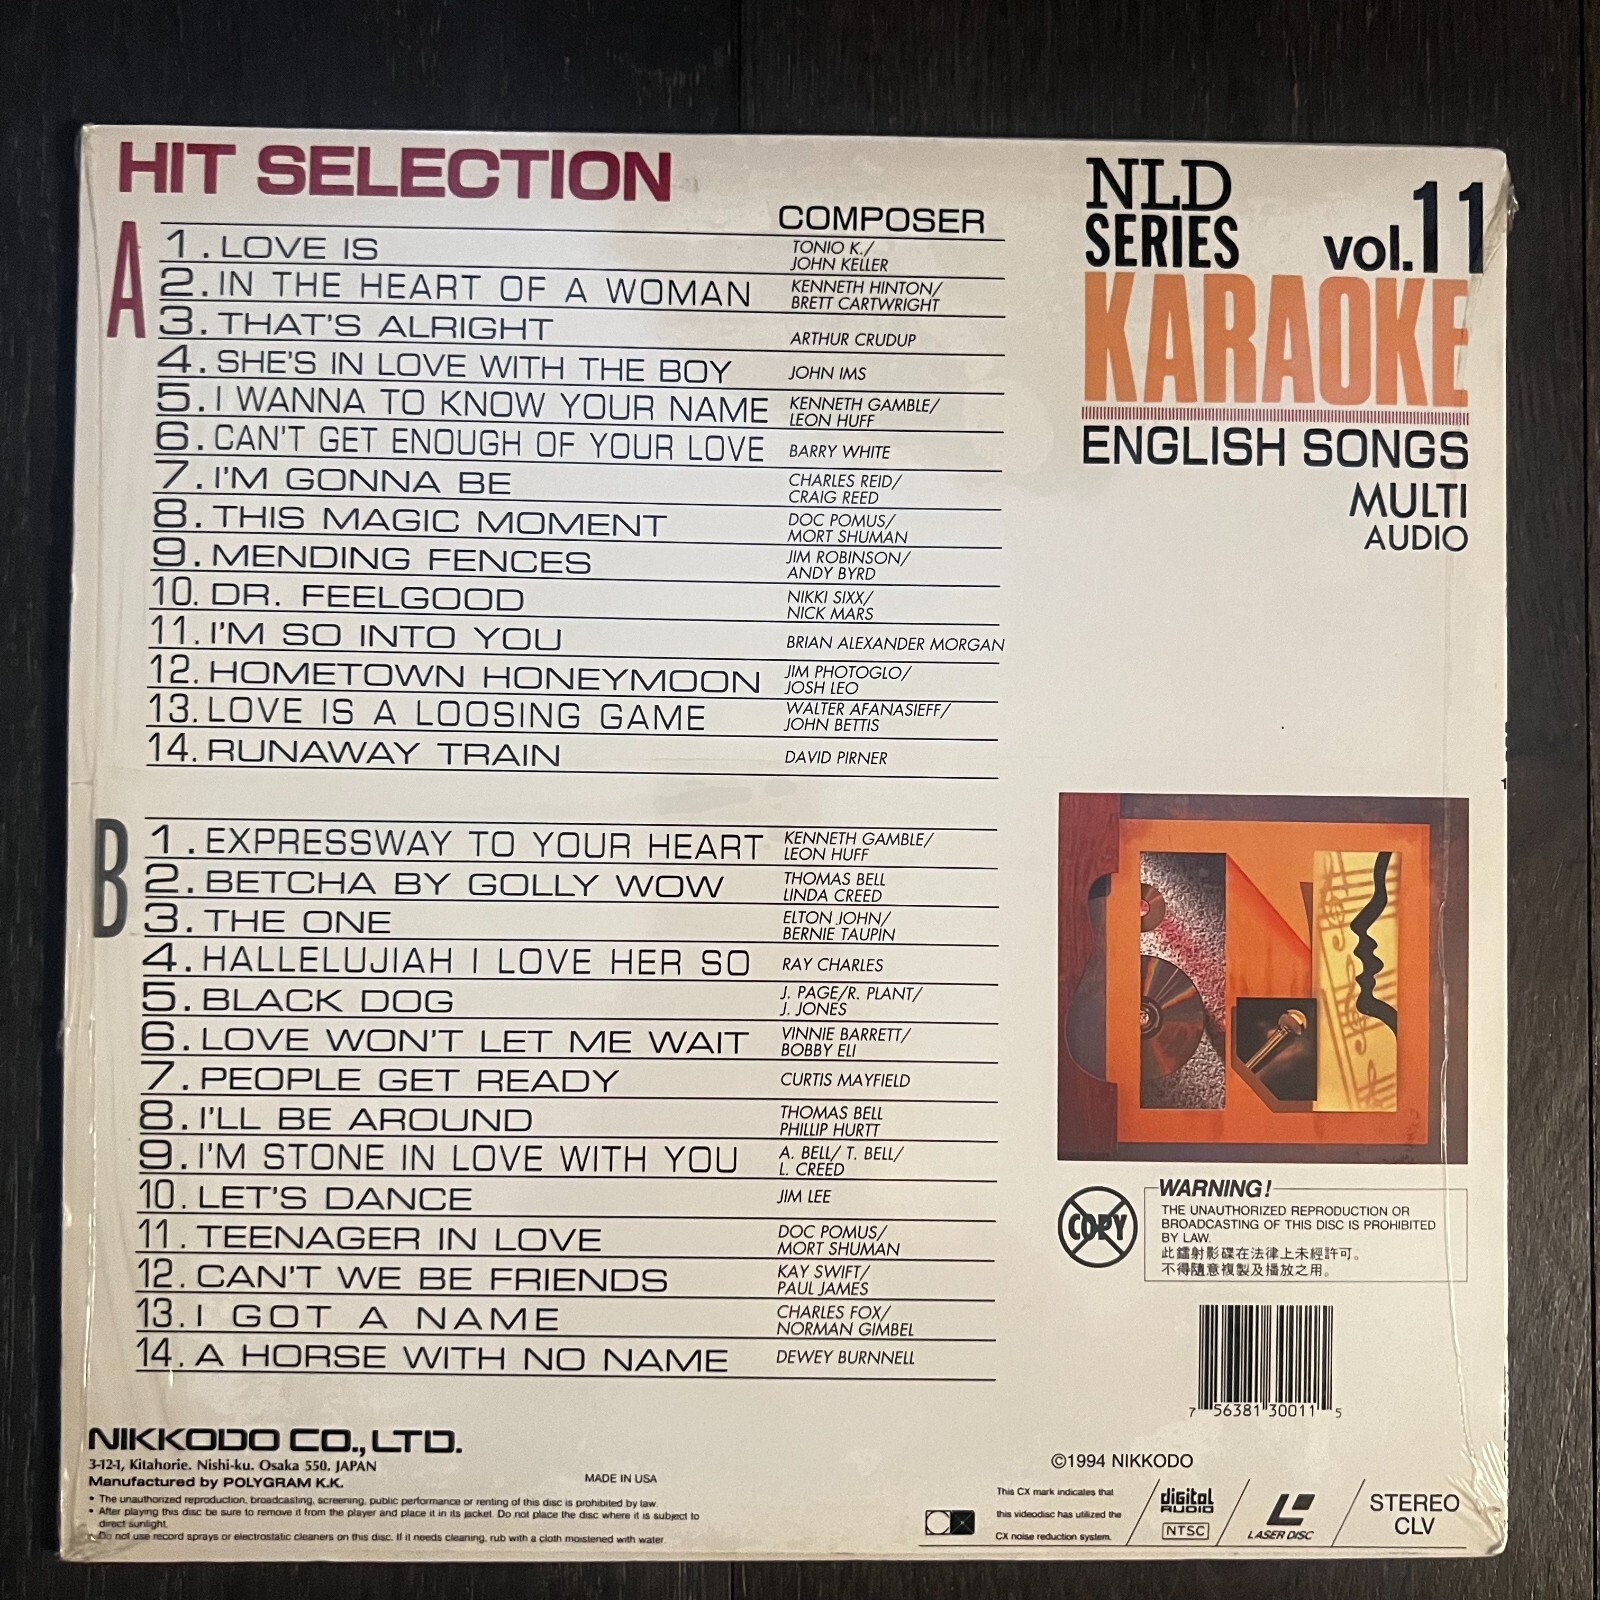 HIT SELECTION
COMPOSER
A
1. LOVE IS
TONIO K./
JOHN KELLER
2. IN THE HEART OF A WOMAN
KENNETH HINTON/
BRETT CARTWRIGHT
3. THAT'S ALRIGHT
ARTHUR CRUDUP
4. SHE'S IN LOVE WITH THE BOY
JOHN IMS
5. I WANNA TO KNOW YOUR NAME
KENNETH GAMBLE/
LEON HUFF
6. CAN'T GET ENOUGH OF YOUR LOVE
BARRY WHITE
7. I'M GONNA BE
CHARLES REID/
CRAIG REED
8. THIS MAGIC MOMENT
DOC POMUS/
MORT SHUMAN
9. MENDING FENCES
JIM ROBINSON/
ANDY BYRD
10. DR. FEELGOOD
NIKKI SIXX/
NICK MARS
11. I'M SO INTO YOU
BRIAN ALEXANDER MORGAN
12. HOMETOWN HONEYMOON
JIM PHOTOGLO/
JOSH LEO
13. LOVE IS A LOOSING GAME
WALTER AFANASIEFF/
JOHN BETTIS
14. RUNAWAY TRAIN
DAVID PIRNER
B
1. EXPRESSWAY TO YOUR HEART
KENNETH GAMBLE/
LEON HUFF
2. BETCHA BY GOLLY WOW
THOMAS BELL
LINDA CREED
3. THE ONE
ELTON JOHN/
BERNIE TAUPIN
4. HALLELUJIAH I LOVE HER SO
RAY CHARLES
5. BLACK DOG
J. PAGE/R. PLANT/
J. JONES
6. LOVE WON'T LET ME WAIT
VINNIE BARRETT/
BOBBY ELI
7. PEOPLE GET READY
CURTIS MAYFIELD
8. I'LL BE AROUND
THOMAS BELL
PHILLIP HURTT
9. I'M STONE IN LOVE WITH YOU
A. BELL/ T. BELL/
L. CREED
10. LET'S DANCE
JIM LEE
11. TEENAGER IN LOVE
DOC POMUS/
MORT SHUMAN
12. CAN'T WE BE FRIENDS
KAY SWIFT/
PAUL JAMES
13. I GOT A NAME
CHARLES FOX/
NORMAN GIMBEL
14. A HORSE WITH NO NAME
DEWEY BURNNELL
NLD
SERIES vol.11
KARAOKE
ENGLISH SONGS
MULTI
AUDIO
COPY
WARNING!
THE UNAUTHORIZED REPRODUCTION OR
BROADCASTING OF THIS DISC IS PROHIBITED
BY LAW.
此鐳射影碟在法律上未經許可。
不得隨意複製及播放之用。
7 56381 30011 5
NIKKODO CO., LTD.
3-12-1, Kitahorie. Nishi-ku. Osaka 550. JAPAN
Manufactured by POLYGRAM K.K.
MADE IN USA
• The unauthorized reproduction, broadcasting, screening, public performance or renting of this disc is prohibited by law.
• After playing this disc be sure to remove it from the player and place it in its jacket. Do not place the disc where it is subject to
direct sunlight.
• Do not use record sprays or electrostatic cleaners on this disc. If it needs cleaning, rub with a cloth moistened with water.
©1994 NIKKODO
This CX mark indicates that
this videodisc has utilized the
CX noise reduction system.
digital
AUDIO
NTSC
LASER DISC
STEREO
CLV